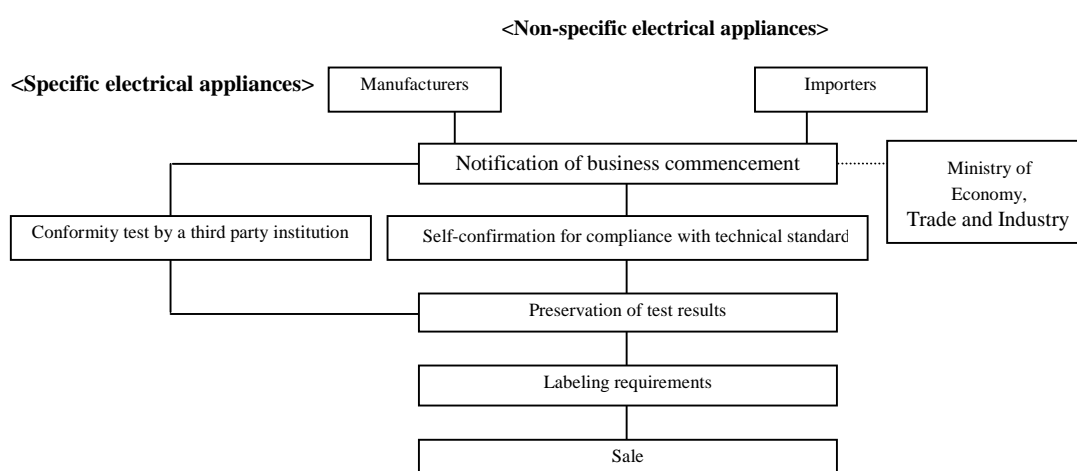 <Non-specific electrical appliances>
<Specific electrical appliances>
Manufacturers
Importers
Notification of business commencement
Ministry of
Economy,
Trade and Industry
Conformity test by a third party institution
Self-confirmation for compliance with technical standard
Preservation of test results
Labeling requirements
Sale